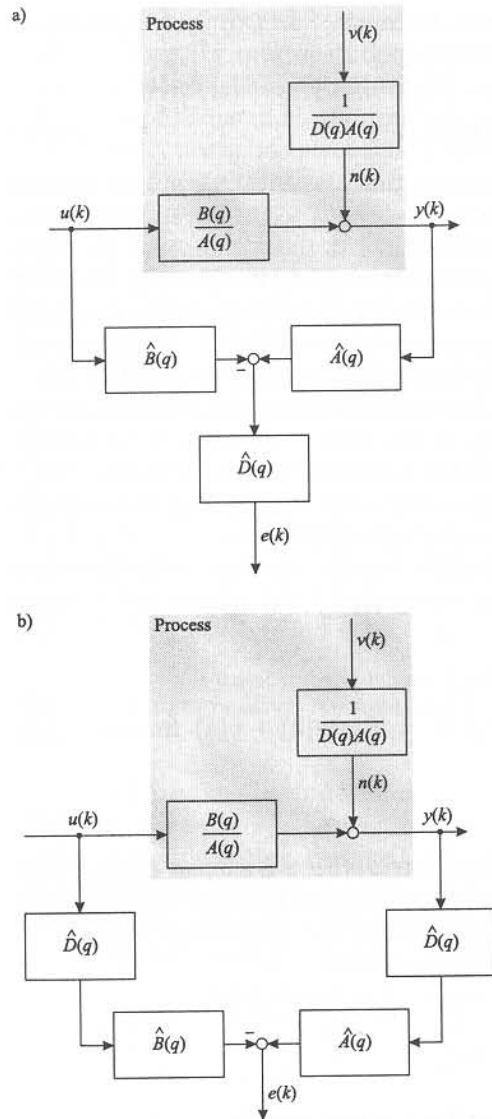 a)
Process
v(k)
1
D(q)A(q)
n(k)
u(k)
B(q)
A(q)
y(k)
B̂(q)
−
Â(q)
D̂(q)
e(k)
b)
Process
v(k)
1
D(q)A(q)
n(k)
u(k)
B(q)
A(q)
y(k)
D̂(q)
D̂(q)
B̂(q)
−
Â(q)
e(k)